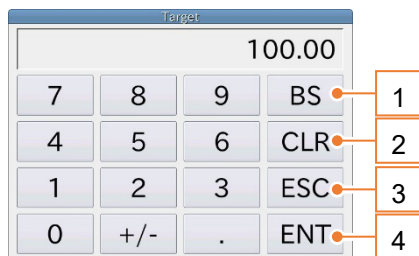 Target
100.00
7 8 9 BS 1
4 5 6 CLR 2
1 2 3 ESC 3
0 +/- . ENT 4